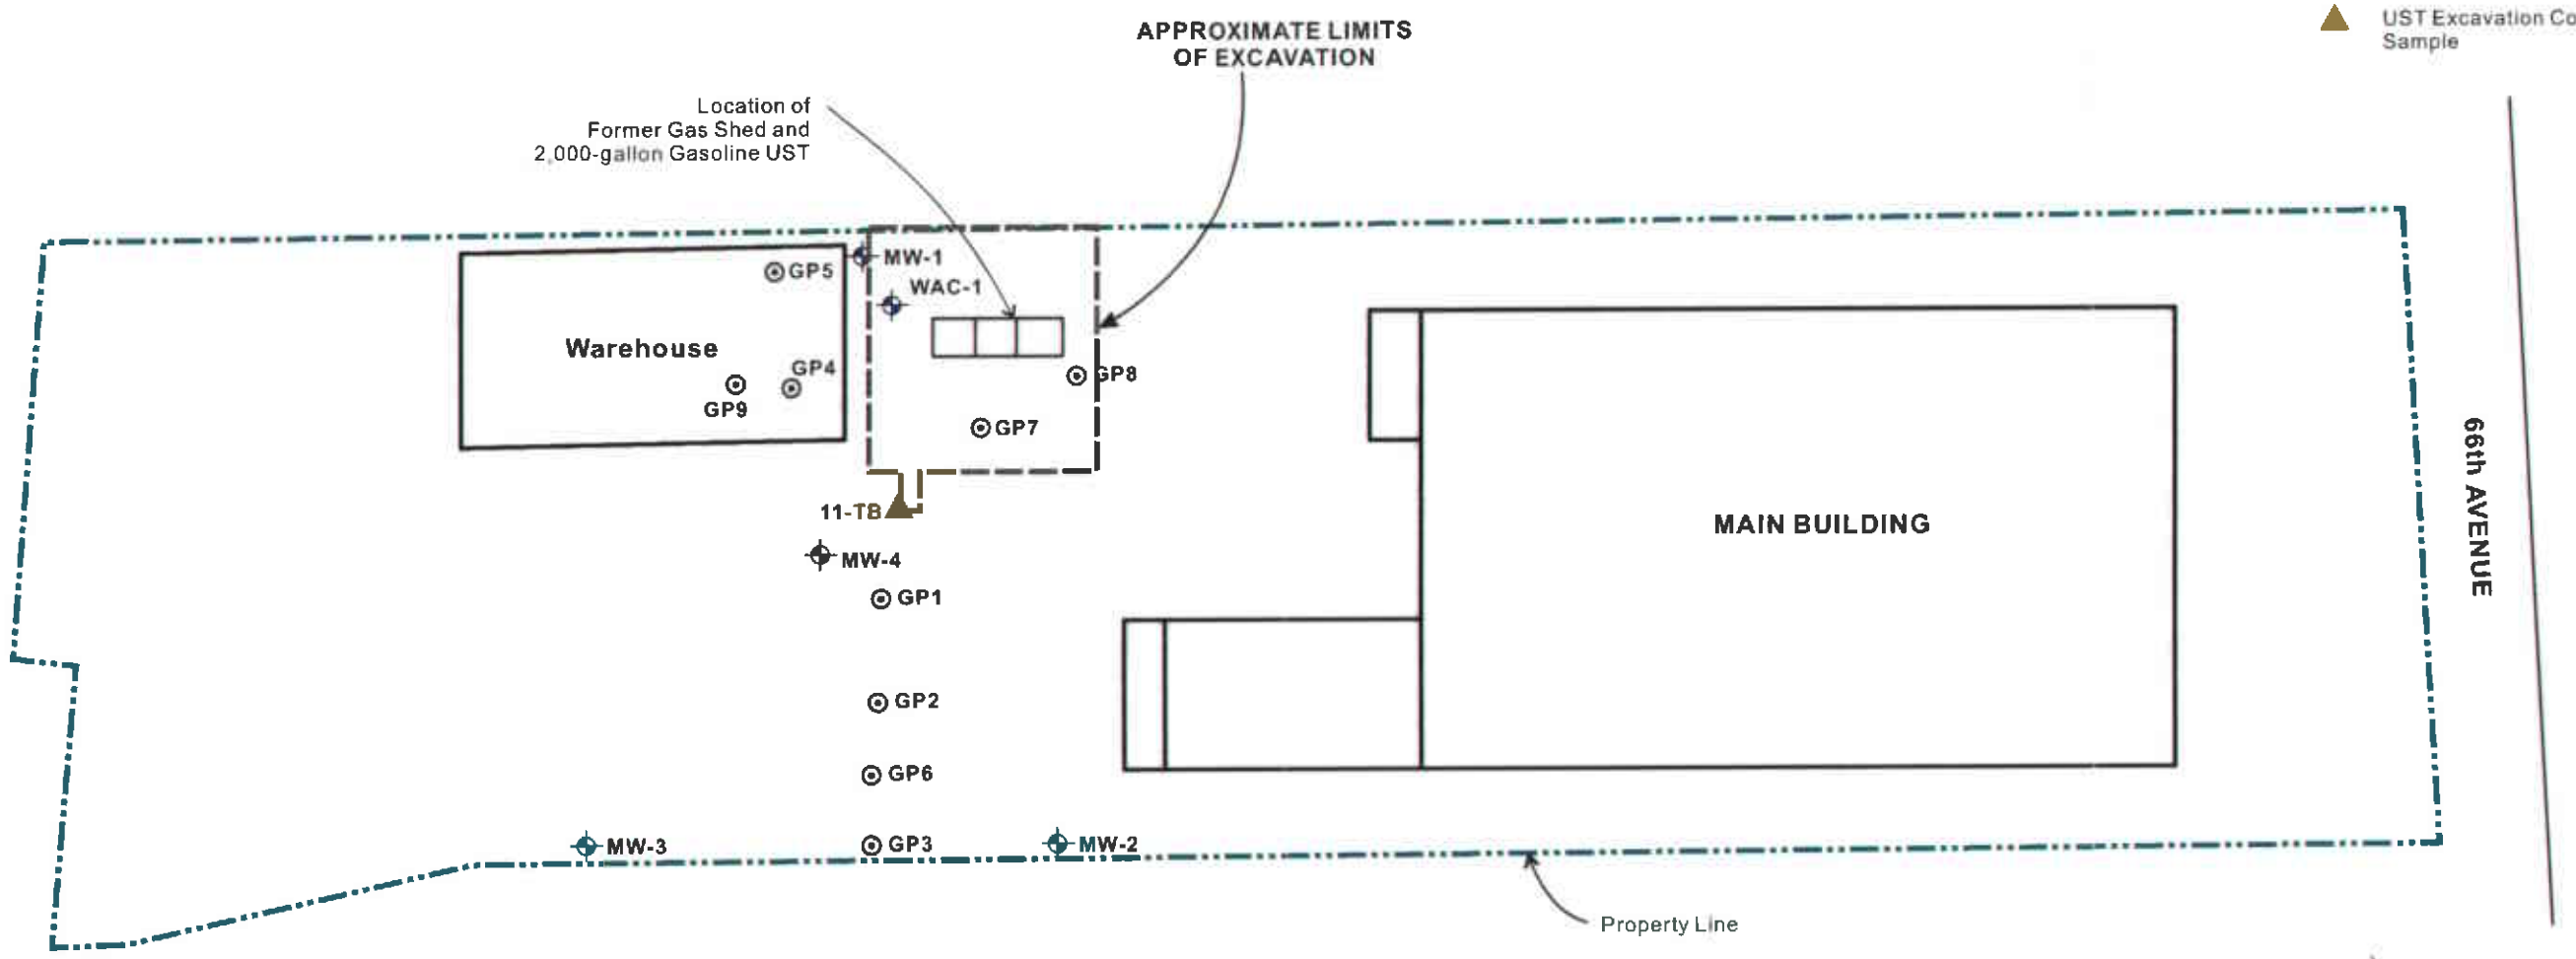 UST Excavation Co
Sample
APPROXIMATE LIMITS
OF EXCAVATION
Location of
Former Gas Shed and
2,000-gallon Gasoline UST
MW-1
GP5
WAC-1
Warehouse
GP4
GP9
GP8
GP7
11-TB
MW-4
GP1
MAIN BUILDING
66th AVENUE
GP2
GP6
MW-3
GP3
MW-2
Property Line